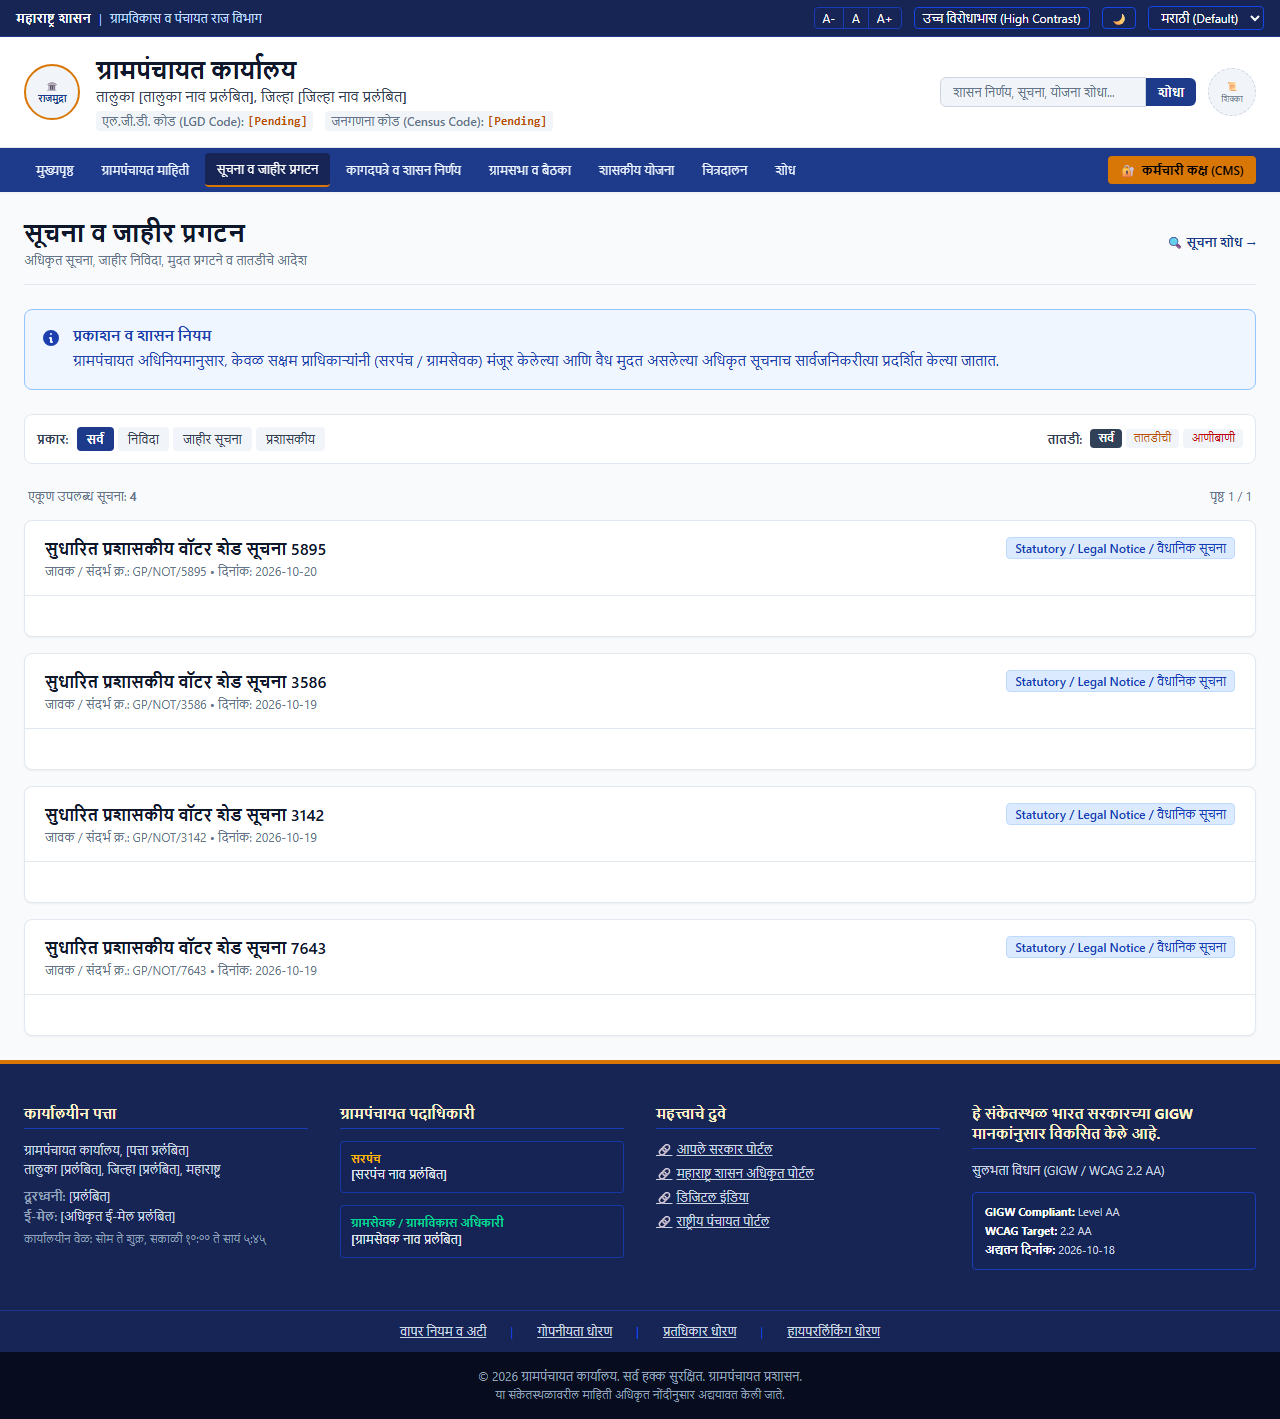 महाराष्ट्र शासन | ग्रामविकास व पंचायत राज विभाग
A- A A+ उच्च विरोधाभास (High Contrast) मराठी (Default)
राजमुद्रा
ग्रामपंचायत कार्यालय
तालुका [तालुका नाव प्रलंबित], जिल्हा [जिल्हा नाव प्रलंबित]
एल.जी.डी. कोड (LGD Code): [Pending] जनगणना कोड (Census Code): [Pending]
शासन निर्णय, सूचना, योजना शोधा... शोधा
शिक्का
मुख्यपृष्ठ ग्रामपंचायत माहिती सूचना व जाहीर प्रगटन कागदपत्रे व शासन निर्णय ग्रामसभा व बैठका शासकीय योजना चित्रदालन शोध कर्मचारी कक्ष (CMS)
सूचना व जाहीर प्रगटन
अधिकृत सूचना, जाहीर निविदा, मुदत प्रगटने व तातडीचे आदेश
सूचना शोध →
प्रकाशन व शासन नियम
ग्रामपंचायत अधिनियमानुसार, केवळ सक्षम प्राधिकाऱ्यांनी (सरपंच / ग्रामसेवक) मंजूर केलेल्या आणि वैध मुदत असलेल्या अधिकृत सूचनाच सार्वजनिकरीत्या प्रदर्शित केल्या जातात.
प्रकार: सर्व निविदा जाहीर सूचना प्रशासकीय तातडी: सर्व तातडीची आणीबाणी
एकूण उपलब्ध सूचना: 4 पृष्ठ 1 / 1
सुधारित प्रशासकीय वॉटर शेड सूचना 5895 Statutory / Legal Notice / वैधानिक सूचना
जावक / संदर्भ क्र.: GP/NOT/5895 • दिनांक: 2026-10-20
सुधारित प्रशासकीय वॉटर शेड सूचना 3586 Statutory / Legal Notice / वैधानिक सूचना
जावक / संदर्भ क्र.: GP/NOT/3586 • दिनांक: 2026-10-19
सुधारित प्रशासकीय वॉटर शेड सूचना 3142 Statutory / Legal Notice / वैधानिक सूचना
जावक / संदर्भ क्र.: GP/NOT/3142 • दिनांक: 2026-10-19
सुधारित प्रशासकीय वॉटर शेड सूचना 7643 Statutory / Legal Notice / वैधानिक सूचना
जावक / संदर्भ क्र.: GP/NOT/7643 • दिनांक: 2026-10-19
कार्यालयीन पत्ता
ग्रामपंचायत कार्यालय, [पत्ता प्रलंबित]
तालुका [प्रलंबित], जिल्हा [प्रलंबित], महाराष्ट्र
दूरध्वनी: [प्रलंबित]
ई-मेल: [अधिकृत ई-मेल प्रलंबित]
कार्यालयीन वेळ: सोम ते शुक्र, सकाळी १०:०० ते सायं ५:४५
ग्रामपंचायत पदाधिकारी
सरपंच
[सरपंच नाव प्रलंबित]
ग्रामसेवक / ग्रामविकास अधिकारी
[ग्रामसेवक नाव प्रलंबित]
महत्त्वाचे दुवे
आपले सरकार पोर्टल
महाराष्ट्र शासन अधिकृत पोर्टल
डिजिटल इंडिया
राष्ट्रीय पंचायत पोर्टल
हे संकेतस्थळ भारत सरकारच्या GIGW
मानकांनुसार विकसित केले आहे.
सुलभता विधान (GIGW / WCAG 2.2 AA)
GIGW Compliant: Level AA
WCAG Target: 2.2 AA
अद्यतन दिनांक: 2026-10-18
वापर नियम व अटी | गोपनीयता धोरण | प्रतधिकार धोरण | हायपरलिंकिंग धोरण
© 2026 ग्रामपंचायत कार्यालय. सर्व हक्क सुरक्षित. ग्रामपंचायत प्रशासन.
या संकेतस्थळावरील माहिती अधिकृत नोंदीनुसार अद्ययावत केली जाते.